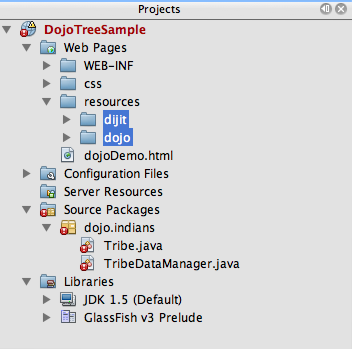 Projects
DojoTreeSample
Web Pages
WEB-INF
css
resources
dijit
dojo
dojoDemo.html
Configuration Files
Server Resources
Source Packages
dojo.indians
Tribe.java
TribeDataManager.java
Libraries
JDK 1.5 (Default)
GlassFish v3 Prelude